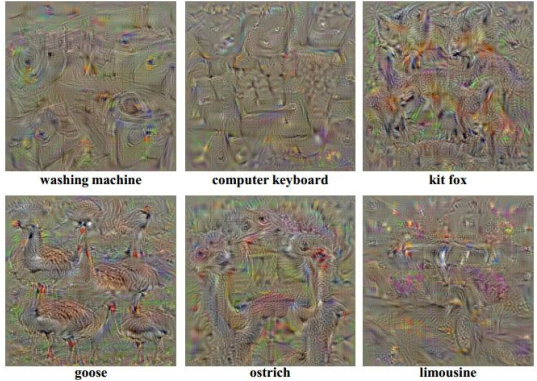 washing machine
computer keyboard
kit fox
goose
ostrich
limousine